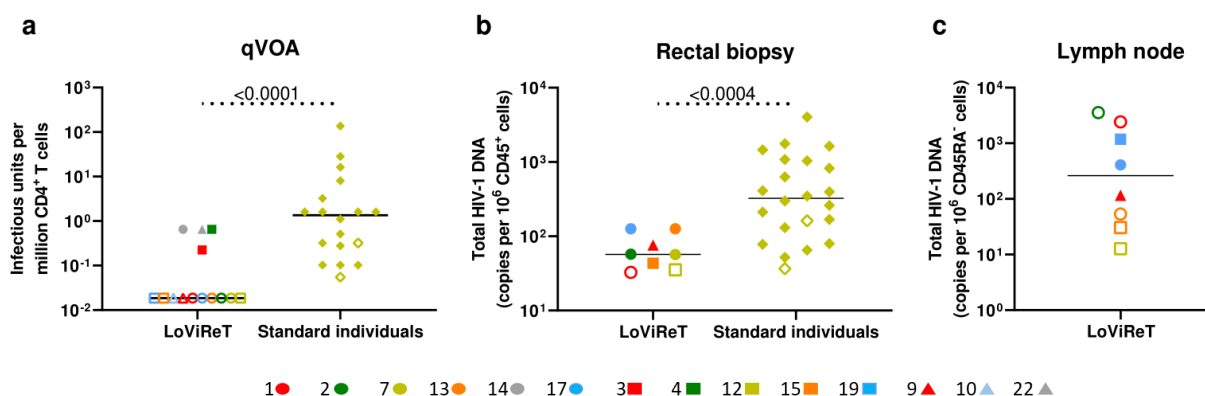 a
qVOA
Infectious units per
million CD4⁺ T cells
<0.0001
10³
10²
10¹
10⁰
10⁻¹
10⁻²
LoViReT
Standard individuals
b
Rectal biopsy
Total HIV-1 DNA
(copies per 10⁶ CD45⁺ cells)
<0.0004
10⁴
10³
10²
10¹
LoViReT
Standard individuals
c
Lymph node
Total HIV-1 DNA
(copies per 10⁶ CD45RA⁻ cells)
10⁵
10⁴
10³
10²
10¹
10⁰
LoViReT
1 2 7 13 14 17 3 4 12 15 19 9 10 22